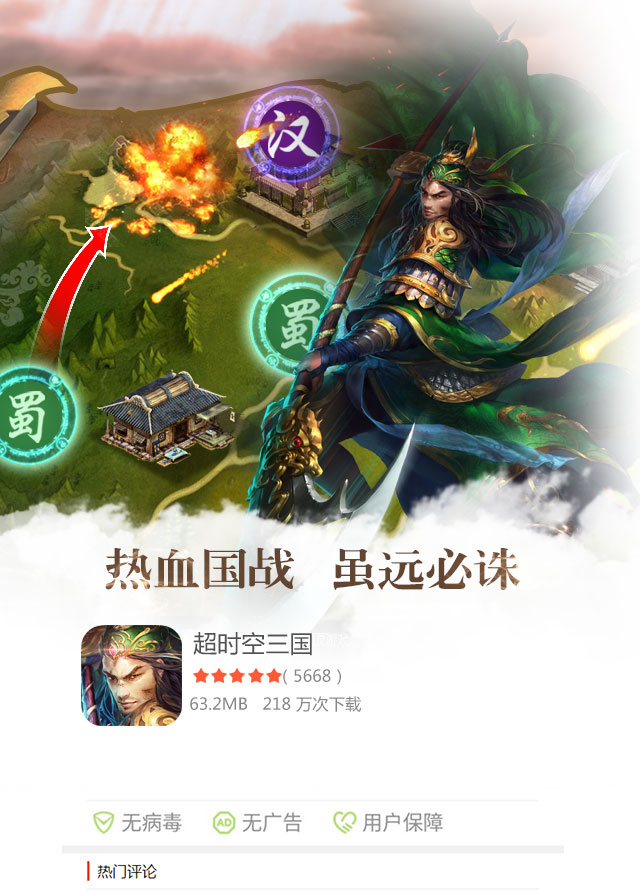 汉
蜀
蜀
热血国战 虽远必诛
超时空三国
( 5668 )
63.2MB 218 万次下载
无病毒 AD 无广告 用户保障
热门评论